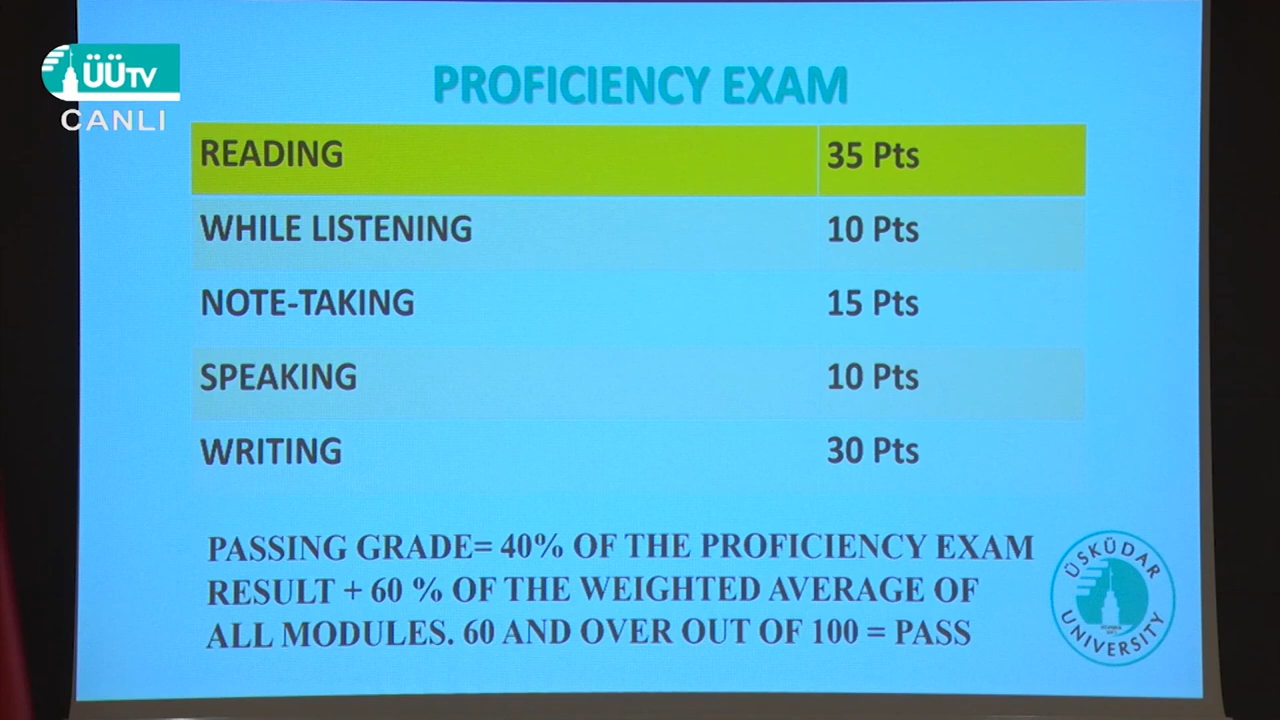 ÜÜTV
CANLI
PROFICIENCY EXAM
READING 35 Pts
WHILE LISTENING 10 Pts
NOTE-TAKING 15 Pts
SPEAKING 10 Pts
WRITING 30 Pts
PASSING GRADE= 40% OF THE PROFICIENCY EXAM
RESULT + 60 % OF THE WEIGHTED AVERAGE OF
ALL MODULES. 60 AND OVER OUT OF 100 = PASS
ÜSKÜDAR
UNIVERSITY